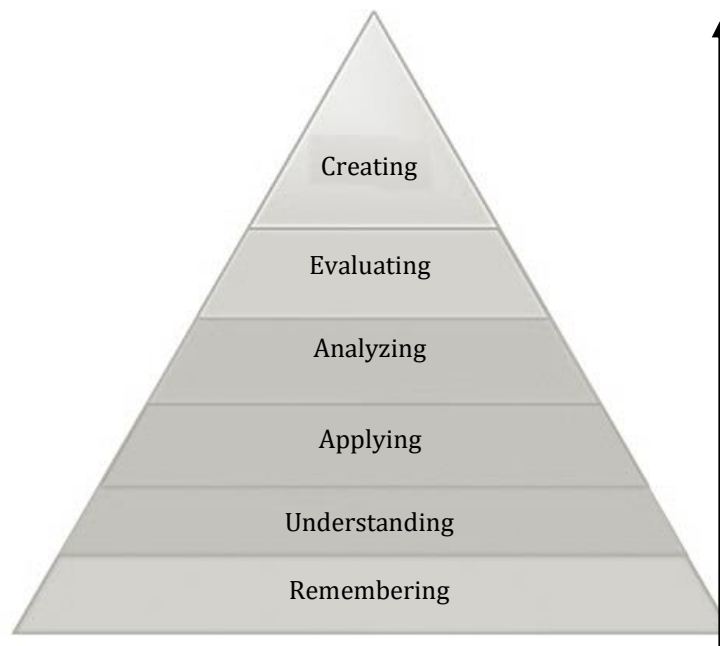 Creating
Evaluating
Analyzing
Applying
Understanding
Remembering